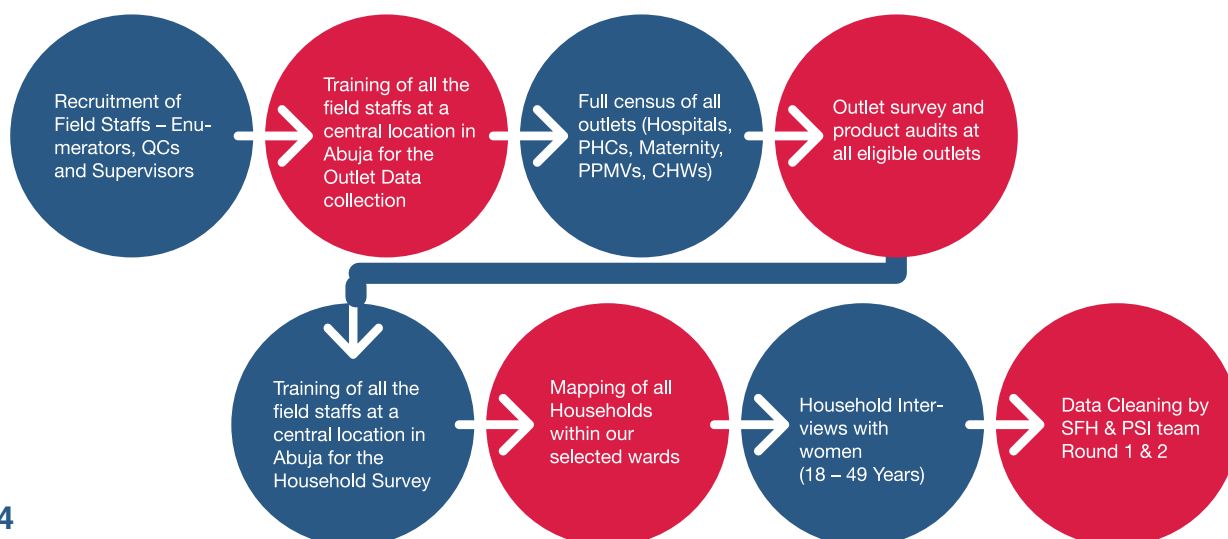 Recruitment of
Field Staffs – Enu-
merators, QCs
and Supervisors
Training of all the
field staffs at a
central location in
Abuja for the
Outlet Data
collection
Full census of all
outlets (Hospitals,
PHCs, Maternity,
PPMVs, CHWs)
Outlet survey and
product audits at
all eligible outlets
Training of all the
field staffs at a
central location in
Abuja for the
Household Survey
Mapping of all
Households
within our
selected wards
Household Inter-
views with
women
(18 – 49 Years)
Data Cleaning by
SFH & PSI team
Round 1 & 2
4